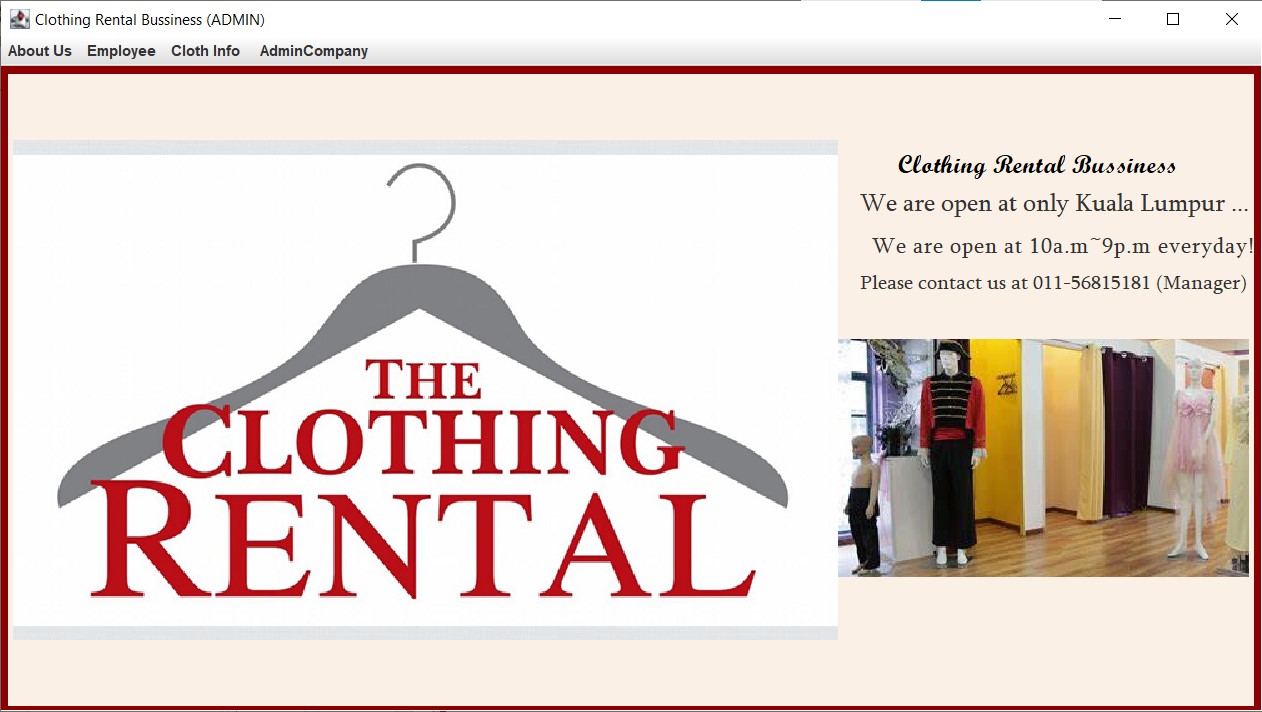 Clothing Rental Bussiness (ADMIN)
About Us Employee Cloth Info AdminCompany
THE
CLOTHING
RENTAL
Clothing Rental Bussiness
We are open at only Kuala Lumpur ...
We are open at 10a.m~9p.m everyday!
Please contact us at 011-56815181 (Manager)